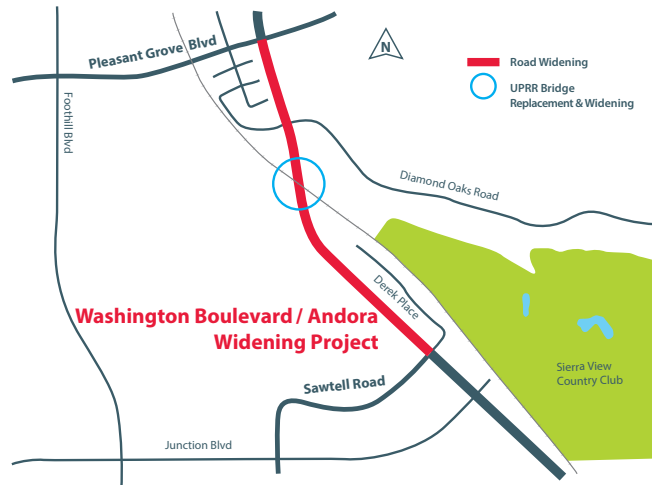 Pleasant Grove Blvd
N
Road Widening
UPRR Bridge
Replacement & Widening
Foothill Blvd
Diamond Oaks Road
Derek Place
Washington Boulevard / Andora
Widening Project
Sierra View
Country Club
Sawtell Road
Junction Blvd